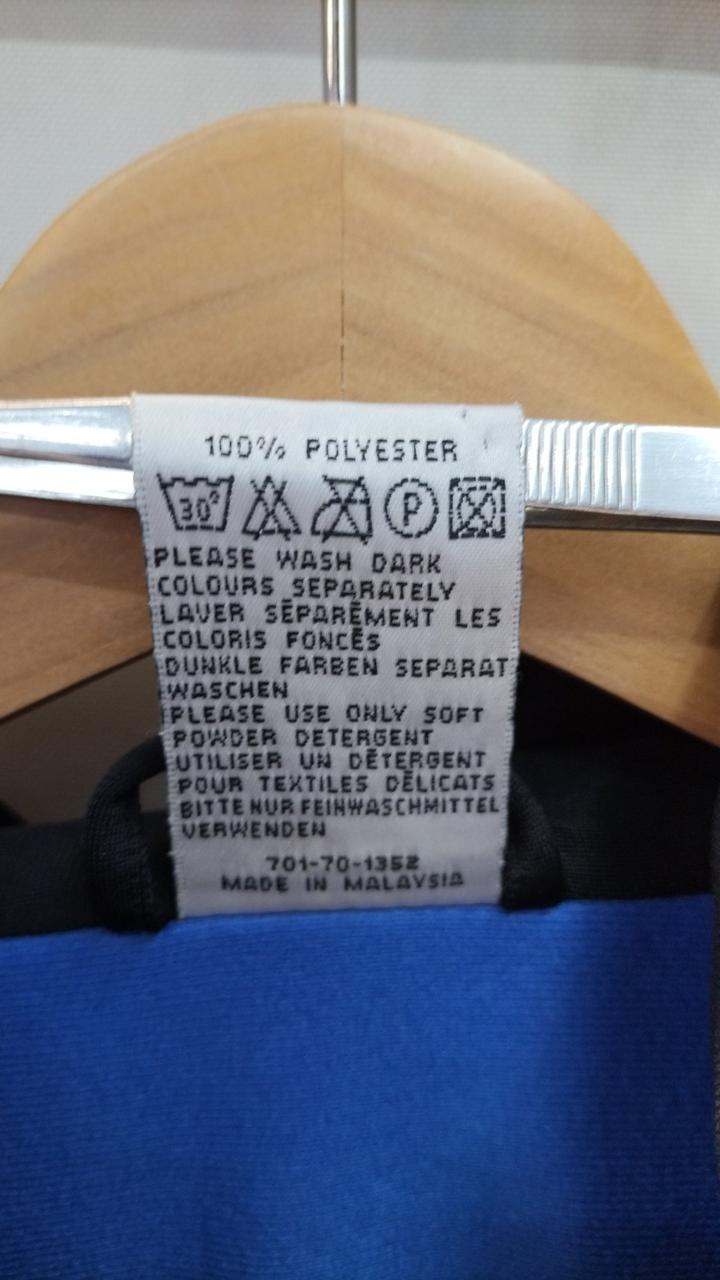 100% POLYESTER
30°
P
PLEASE WASH DARK
COLOURS SEPARATELY
LAVER SÉPARÉMENT LES
COLORIS FONCÉS
DUNKLE FARBEN SEPARAT
WASCHEN
PLEASE USE ONLY SOFT
POWDER DETERGENT
UTILISER UN DÉTERGENT
POUR TEXTILES DÉLICATS
BITTE NUR FEINWASCHMITTEL
VERWENDEN
701-70-1352
MADE IN MALAYSIA